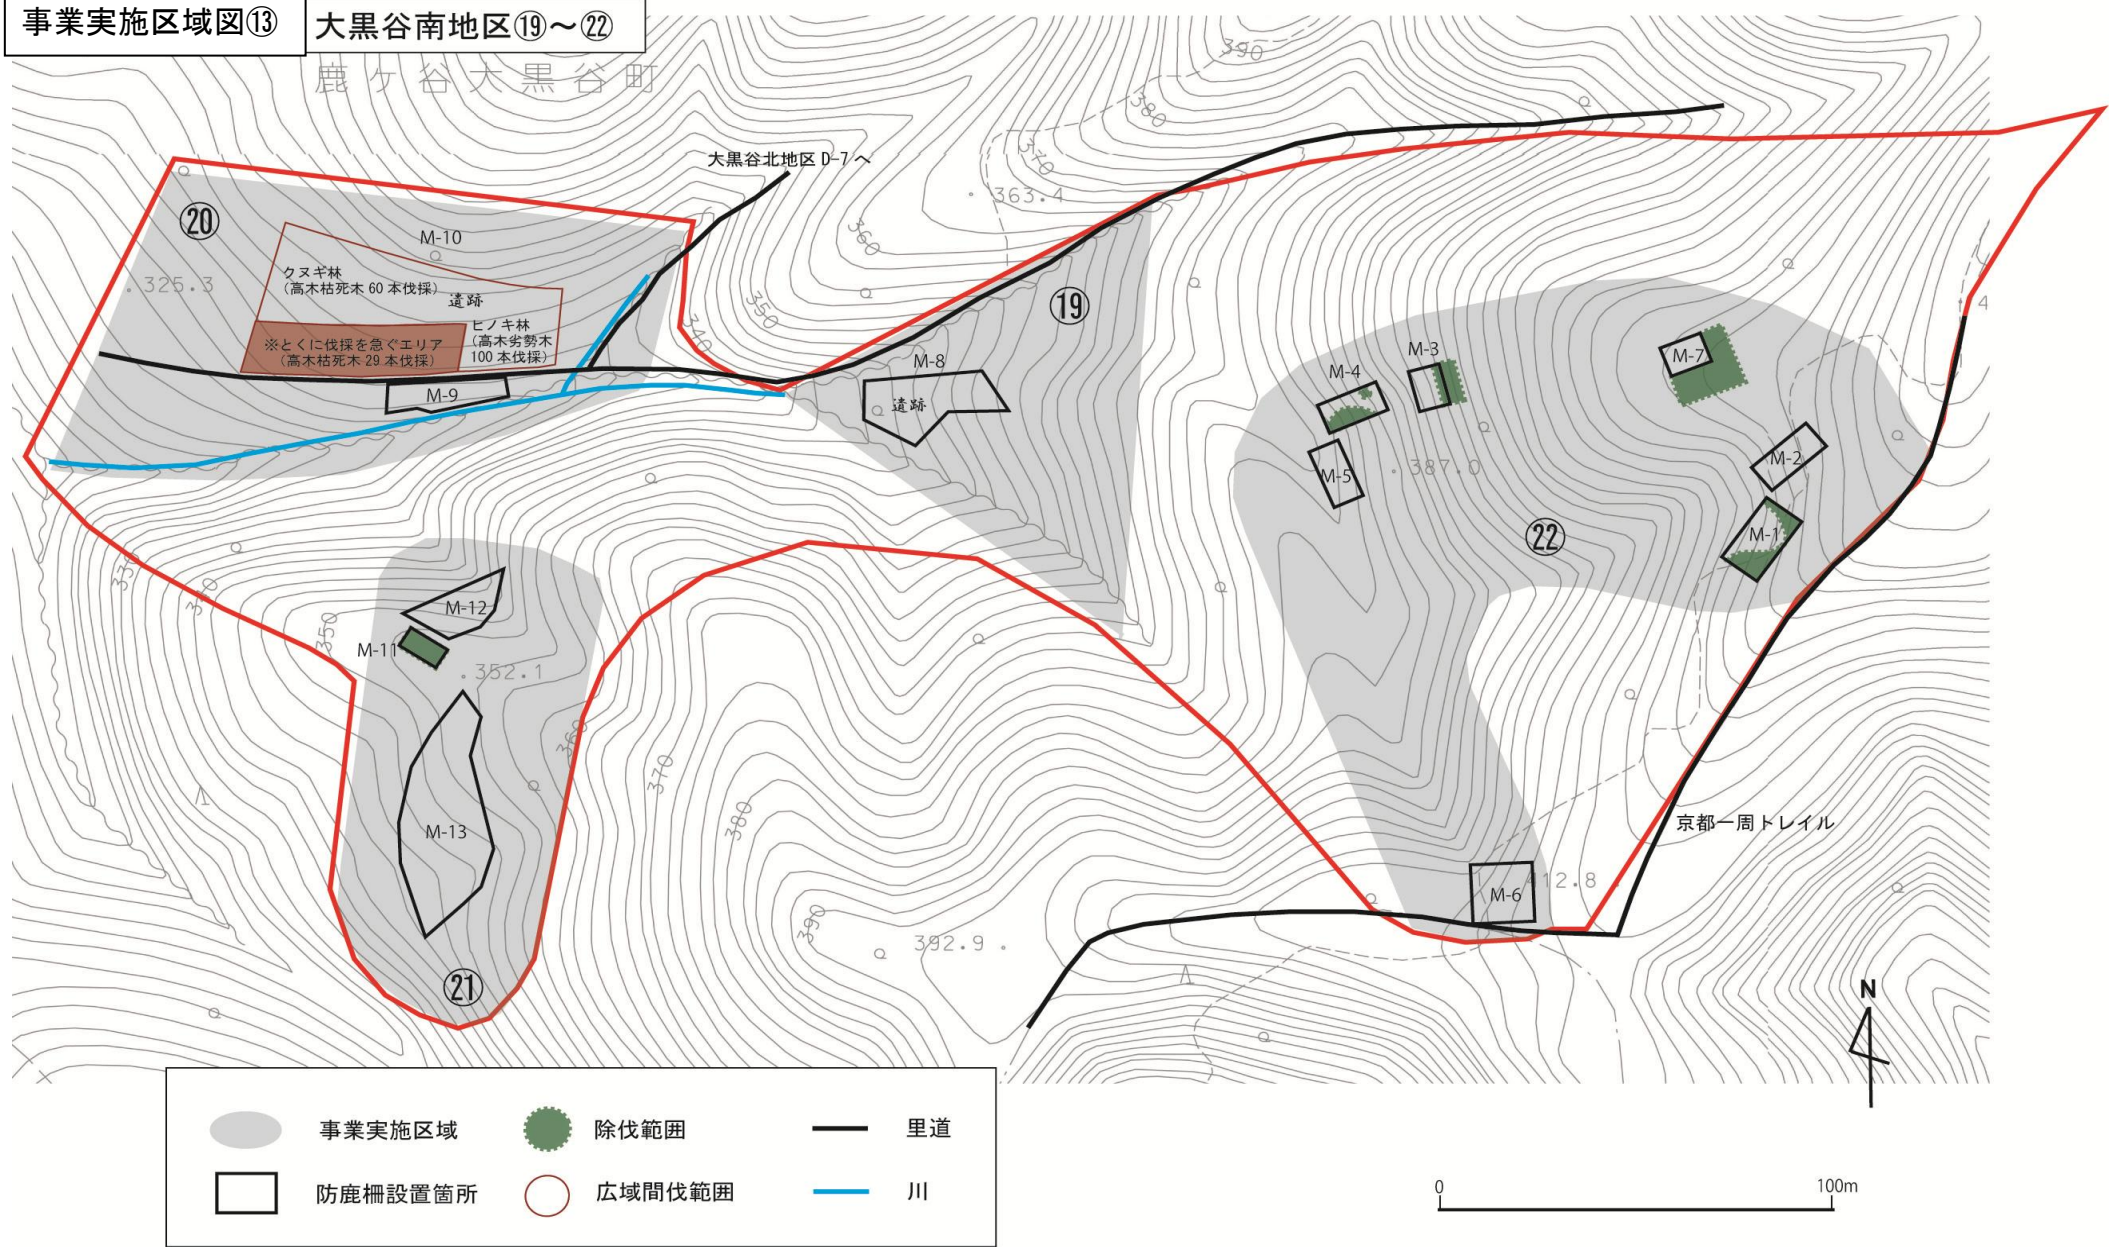 事業実施区域図⑬
大黒谷南地区⑲～㉒
鹿ケ谷大黒谷町
390
380
370
363.4
360
350
340
大黒谷北地区 D-7 へ
⑳
M-10
325.3
クヌギ林
（高木枯死木 60 本伐採）
遺跡
※とくに伐採を急ぐエリア
（高木枯死木 29 本伐採）
ヒノキ林
（高木劣勢木
100 本伐採）
M-9
⑲
M-8
遺跡
M-3
M-4
M-5
387.0
M-7
M-2
M-1
㉒
4
330
340
350
M-12
M-11
352.1
360
370
380
390
M-13
㉑
392.9
M-6
12.8
京都一周トレイル
N
事業実施区域
除伐範囲
里道
防鹿柵設置箇所
広域間伐範囲
川
0
100m